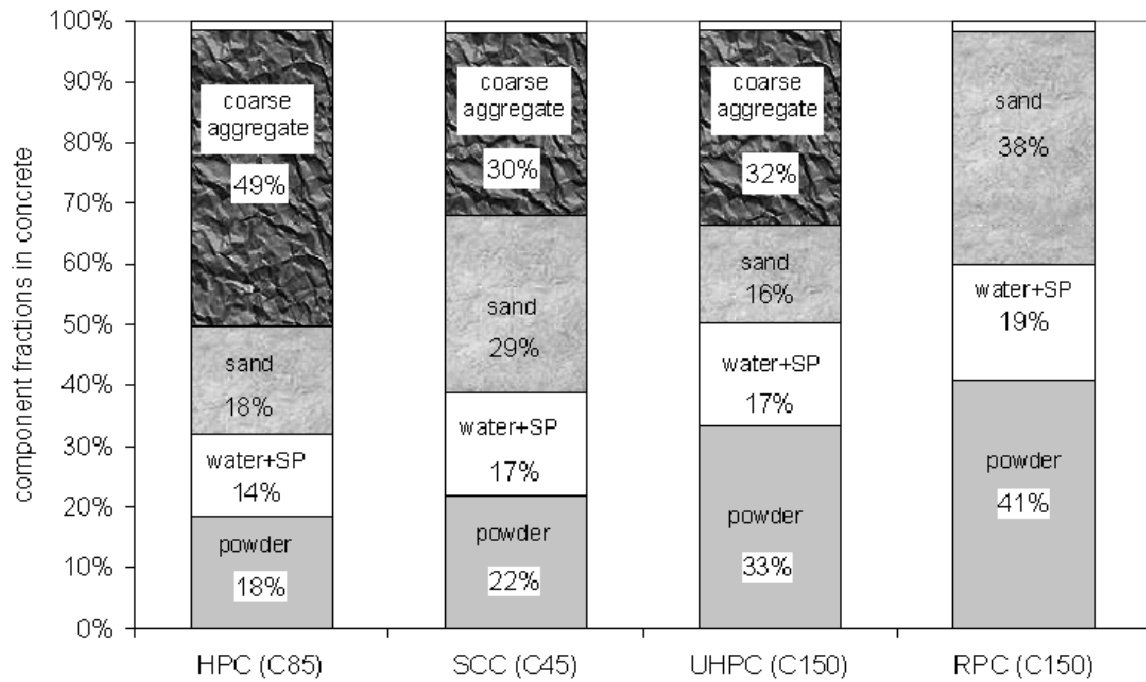 component fractions in concrete
100%
90%
80%
70%
60%
50%
40%
30%
20%
10%
0%
coarse
aggregate
49%
sand
18%
water+SP
14%
powder
18%
HPC (C85)
coarse
aggregate
30%
sand
29%
water+SP
17%
powder
22%
SCC (C45)
coarse
aggregate
32%
sand
16%
water+SP
17%
powder
33%
UHPC (C150)
sand
38%
water+SP
19%
powder
41%
RPC (C150)